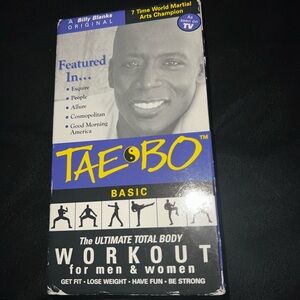 A Billy Blanks
ORIGINAL
7 Time World Martial
Arts Champion
As
seen on
TV
Featured
In...
• Esquire
• People
• Allure
• Cosmopolitan
• Good Morning
America
TAE BO™
BASIC
The ULTIMATE TOTAL BODY
WORKOUT
for men & women
GET FIT • LOSE WEIGHT • HAVE FUN • BE STRONG